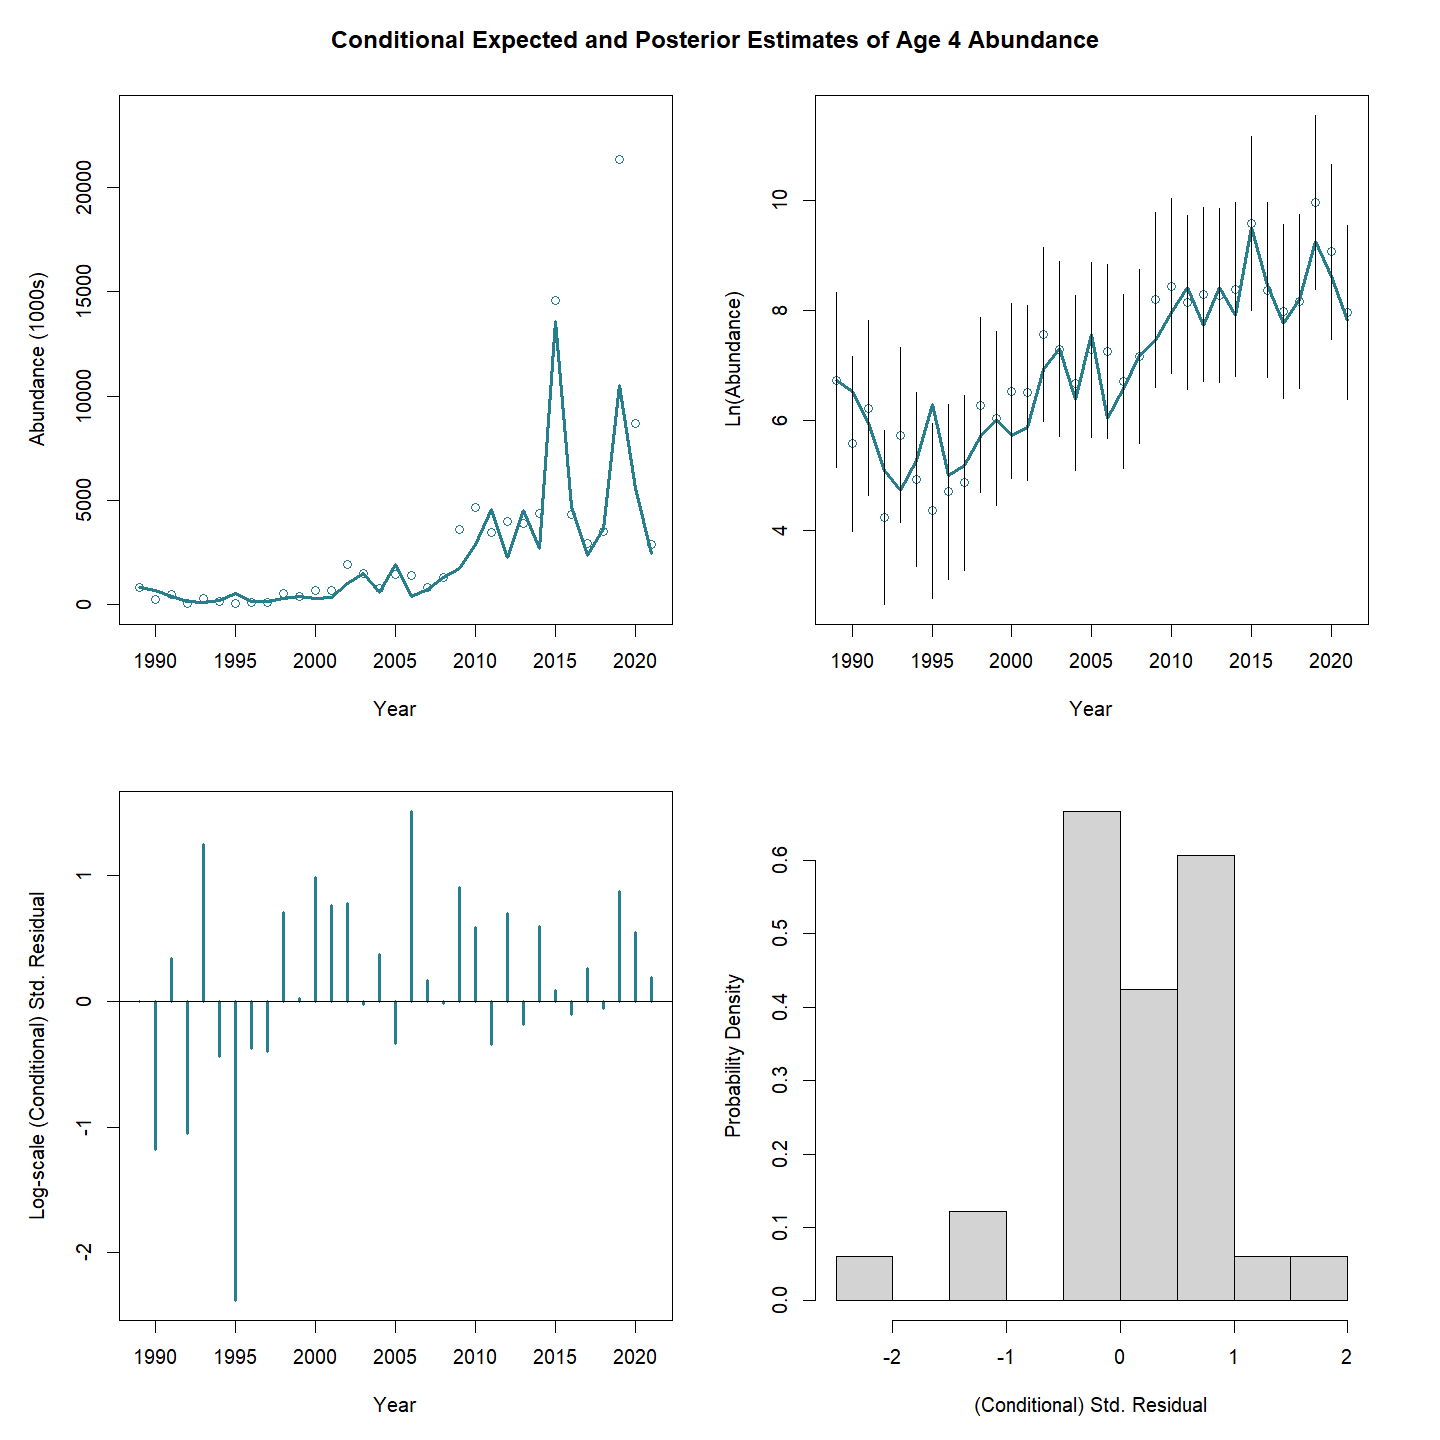 Conditional Expected and Posterior Estimates of Age 4 Abundance
Abundance (1000s)
20000
15000
10000
5000
0
1990 1995 2000 2005 2010 2015 2020
Year
Ln(Abundance)
10
8
6
4
1990 1995 2000 2005 2010 2015 2020
Year
Log-scale (Conditional) Std. Residual
1
0
-1
-2
1990 1995 2000 2005 2010 2015 2020
Year
Probability Density
0.6
0.5
0.4
0.3
0.2
0.1
0.0
-2 -1 0 1 2
(Conditional) Std. Residual